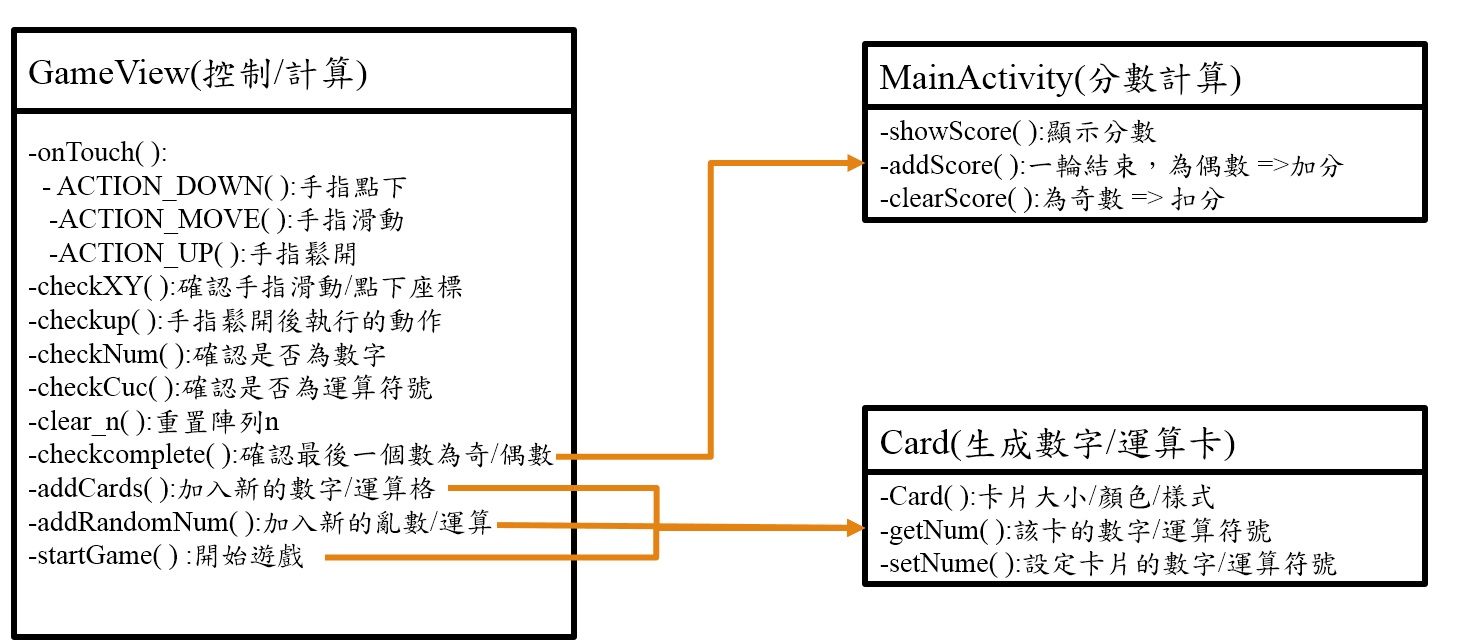 GameView(控制/計算)
-onTouch( ):
- ACTION_DOWN( ):手指點下
-ACTION_MOVE( ):手指滑動
-ACTION_UP( ):手指鬆開
-checkXY( ):確認手指滑動/點下座標
-checkup( ):手指鬆開後執行的動作
-checkNum( ):確認是否為數字
-checkCuc( ):確認是否為運算符號
-clear_n( ):重置陣列n
-checkcomplete( ):確認最後一個數為奇/偶數
-addCards( ):加入新的數字/運算格
-addRandomNum( ):加入新的亂數/運算
-startGame( ) :開始遊戲
MainActivity(分數計算)
-showScore( ):顯示分數
-addScore( ):一輪結束，為偶數 =>加分
-clearScore( ):為奇數 => 扣分
Card(生成數字/運算卡)
-Card( ):卡片大小/顏色/樣式
-getNum( ):該卡的數字/運算符號
-setNume( ):設定卡片的數字/運算符號